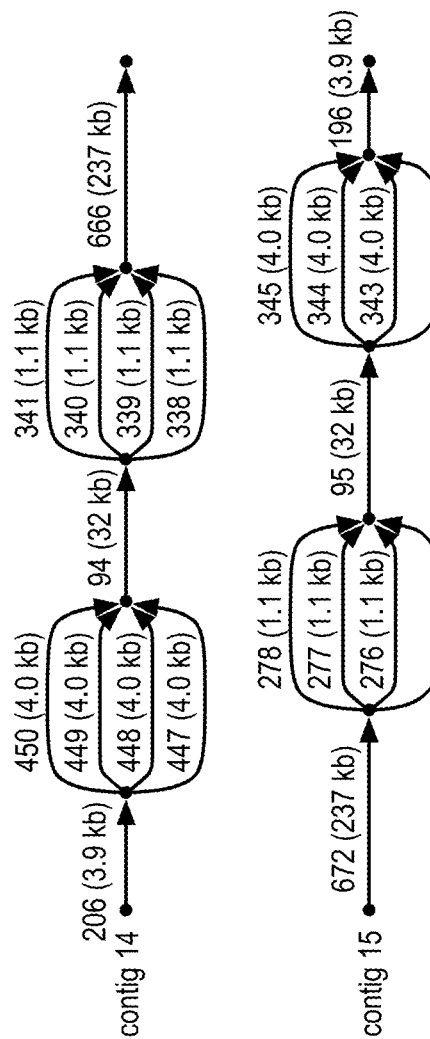 contig 14
206 (3.9 kb)
450 (4.0 kb)
449 (4.0 kb)
448 (4.0 kb)
447 (4.0 kb)
94 (32 kb)
341 (1.1 kb)
340 (1.1 kb)
339 (1.1 kb)
338 (1.1 kb)
666 (237 kb)
contig 15
672 (237 kb)
278 (1.1 kb)
277 (1.1 kb)
276 (1.1 kb)
95 (32 kb)
345 (4.0 kb)
344 (4.0 kb)
343 (4.0 kb)
196 (3.9 kb)